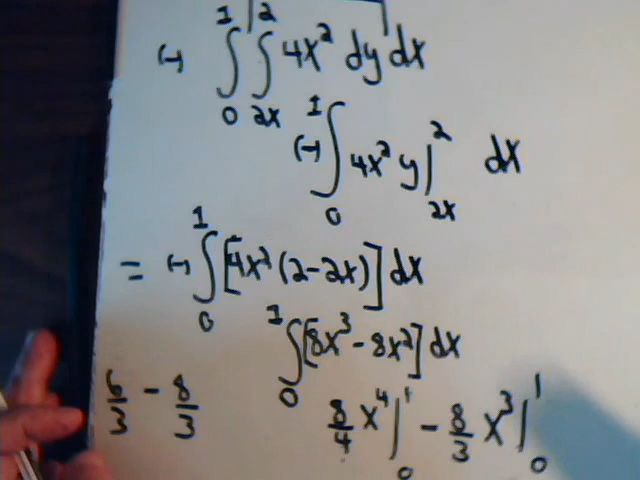 (-) ∫₀¹ ∫₂ₓ² 4x² dy dx
(-) ∫₀¹ 4x² y |₂ₓ² dx
= (-) ∫₀¹ [4x² (2-2x)] dx
∫₀¹ [8x³ - 8x²] dx
6/3 - 8/3 8/4 x⁴ |₀¹ - 8/3 x³ |₀¹